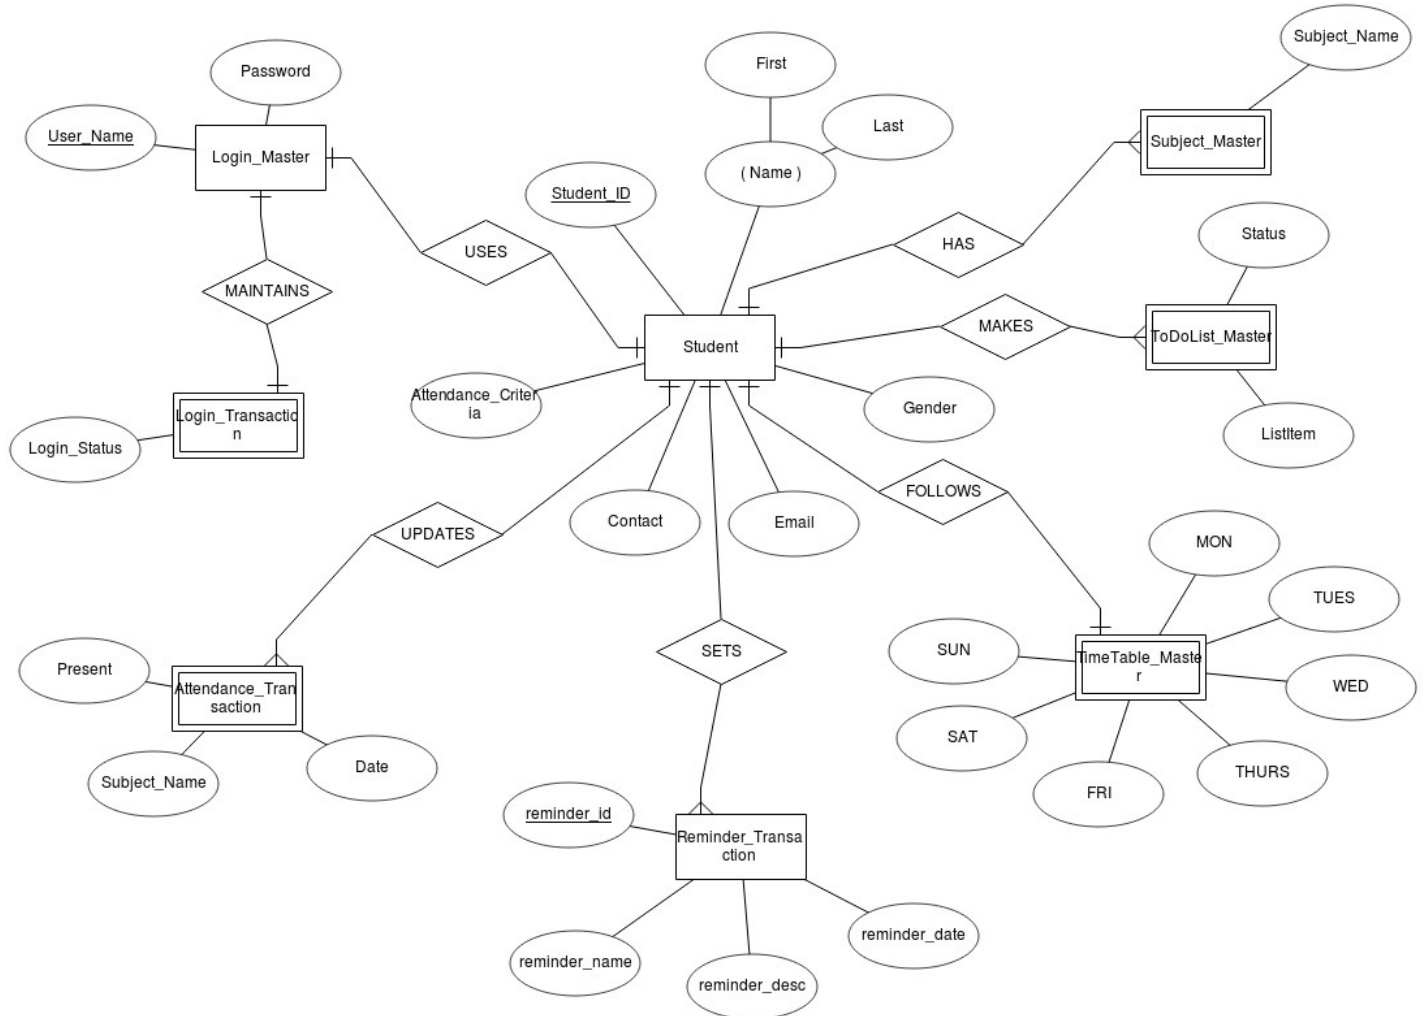 Subject_Name
First
Password
Last
User_Name
Subject_Master
Login_Master
( Name )
Student_ID
Status
HAS
USES
MAINTAINS
MAKES
ToDoList_Master
Student
Attendance_Criter
ia
Gender
Login_Transactio
n
ListItem
Login_Status
FOLLOWS
Contact
Email
UPDATES
MON
TUES
SUN
SETS
TimeTable_Maste
r
Present
WED
Attendance_Tran
saction
SAT
Date
THURS
Subject_Name
FRI
reminder_id
Reminder_Transa
ction
reminder_date
reminder_name
reminder_desc